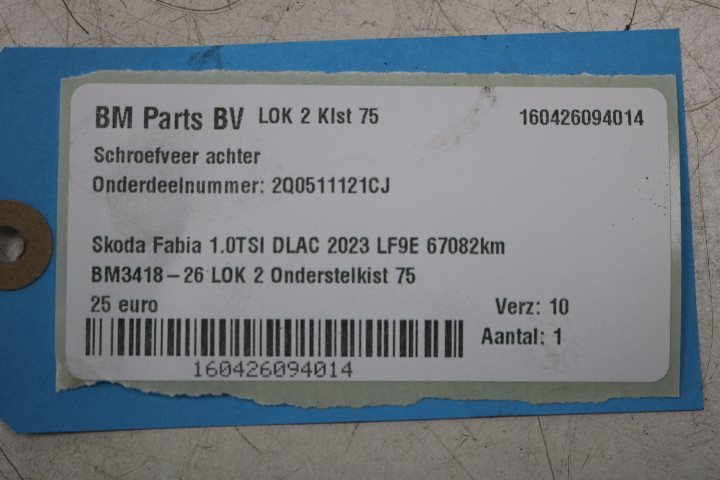 BM Parts BV LOK 2 Klst 75 160426094014
Schroefveer achter
Onderdeelnummer: 2Q0511121CJ
Skoda Fabia 1.0TSI DLAC 2023 LF9E 67082km
BM3418-26 LOK 2 Onderstelkist 75
25 euro Verz: 10
Aantal: 1
160426094014